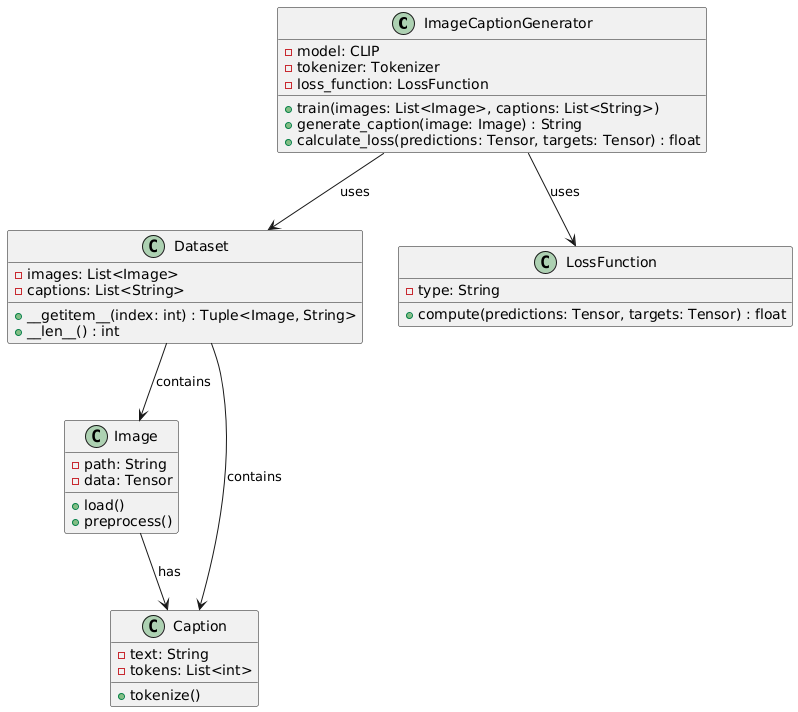 C ImageCaptionGenerator
model: CLIP
tokenizer: Tokenizer
loss_function: LossFunction
train(images: List<Image>, captions: List<String>)
generate_caption(image: Image) : String
calculate_loss(predictions: Tensor, targets: Tensor) : float
uses
uses
C Dataset
images: List<Image>
captions: List<String>
__getitem__(index: int) : Tuple<Image, String>
__len__() : int
C LossFunction
type: String
compute(predictions: Tensor, targets: Tensor) : float
contains
contains
C Image
path: String
data: Tensor
load()
preprocess()
has
C Caption
text: String
tokens: List<int>
tokenize()